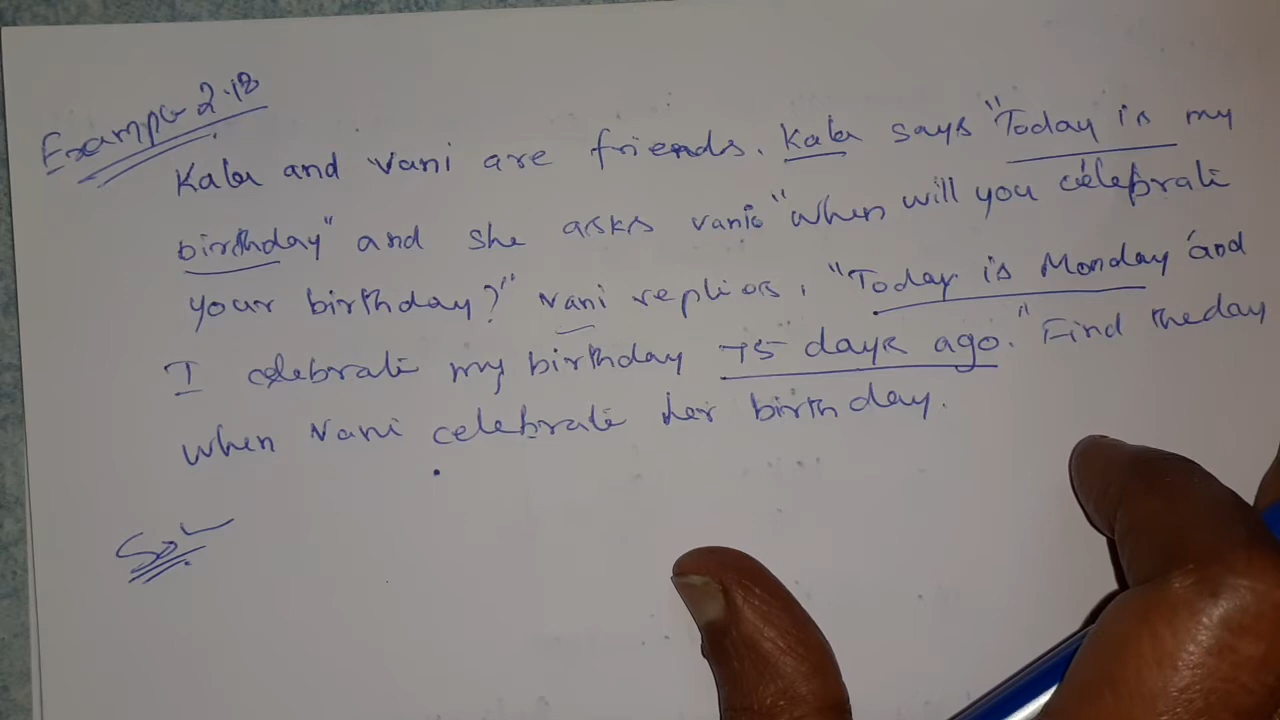 Example 2.18
Kala and Vani are friends. Kala says "Today is my
birthday" and she asks vani "when will you celebrate
your birthday?" Vani replies, "Today is Monday and
I celebrate my birthday 75 days ago." Find the day
when Vani celebrate her birthday.
Sol